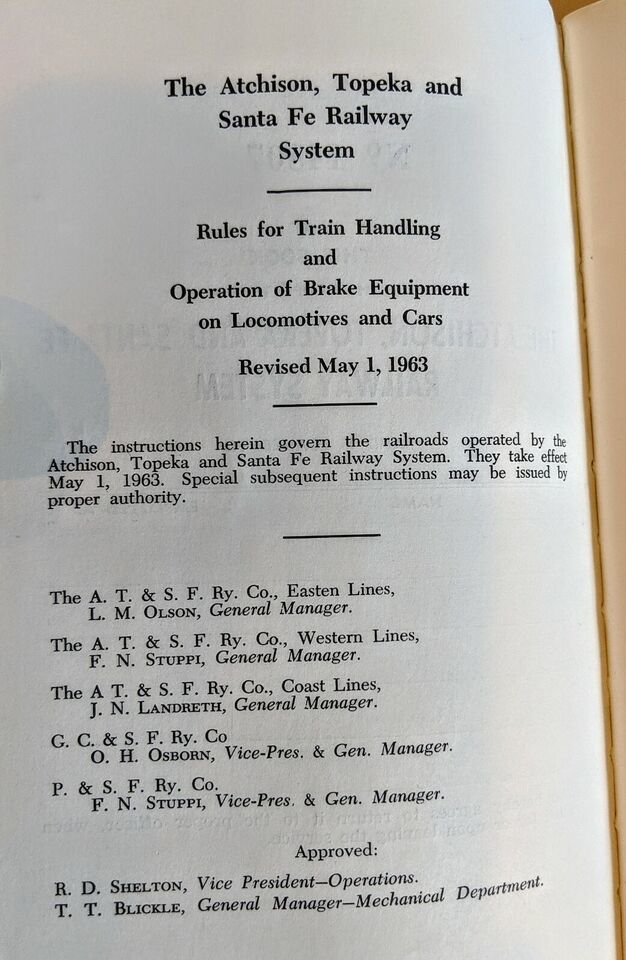 The Atchison, Topeka and
Santa Fe Railway
System
Rules for Train Handling
and
Operation of Brake Equipment
on Locomotives and Cars
Revised May 1, 1963
The instructions herein govern the railroads operated by the
Atchison, Topeka and Santa Fe Railway System. They take effect
May 1, 1963. Special subsequent instructions may be issued by
proper authority.
The A. T. & S. F. Ry. Co., Easten Lines,
L. M. OLSON, General Manager.
The A. T. & S. F. Ry. Co., Western Lines,
F. N. STUPPI, General Manager.
The A T. & S. F. Ry. Co., Coast Lines,
J. N. LANDRETH, General Manager.
G. C. & S. F. Ry. Co
O. H. OSBORN, Vice-Pres. & Gen. Manager.
P. & S. F. Ry. Co.
F. N. STUPPI, Vice-Pres. & Gen. Manager.
Approved:
R. D. SHELTON, Vice President—Operations.
T. T. BLICKLE, General Manager—Mechanical Department.